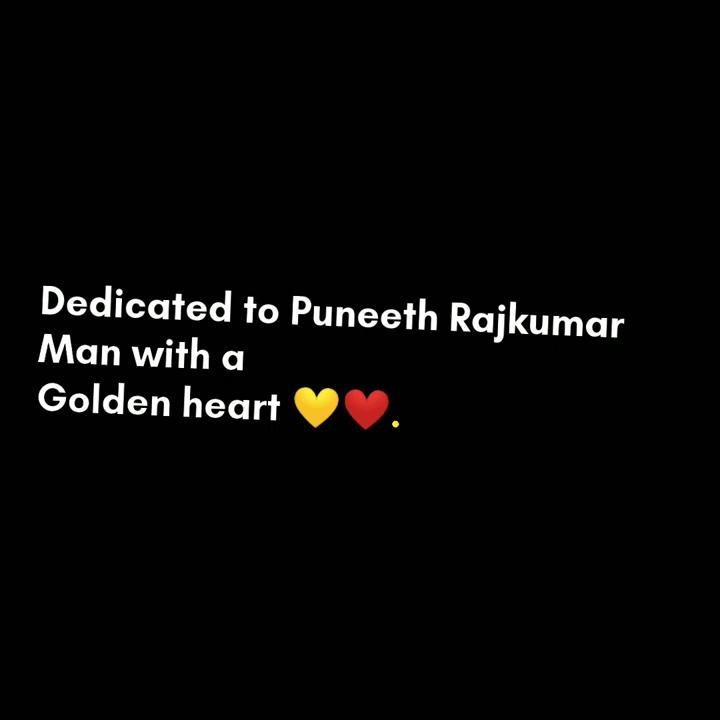 Dedicated to Puneeth Rajkumar
Man with a
Golden heart 💛❤️.